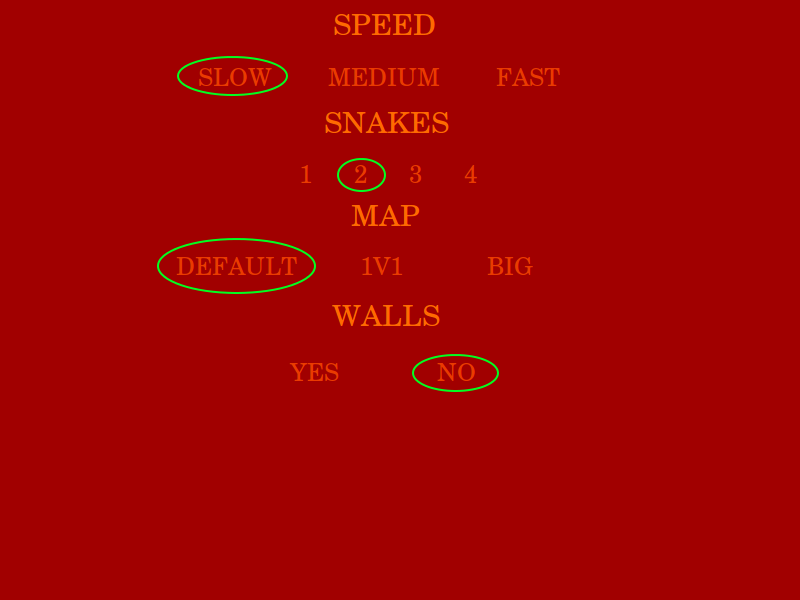 SPEED
SLOW MEDIUM FAST
SNAKES
1 2 3 4
MAP
DEFAULT 1V1 BIG
WALLS
YES NO